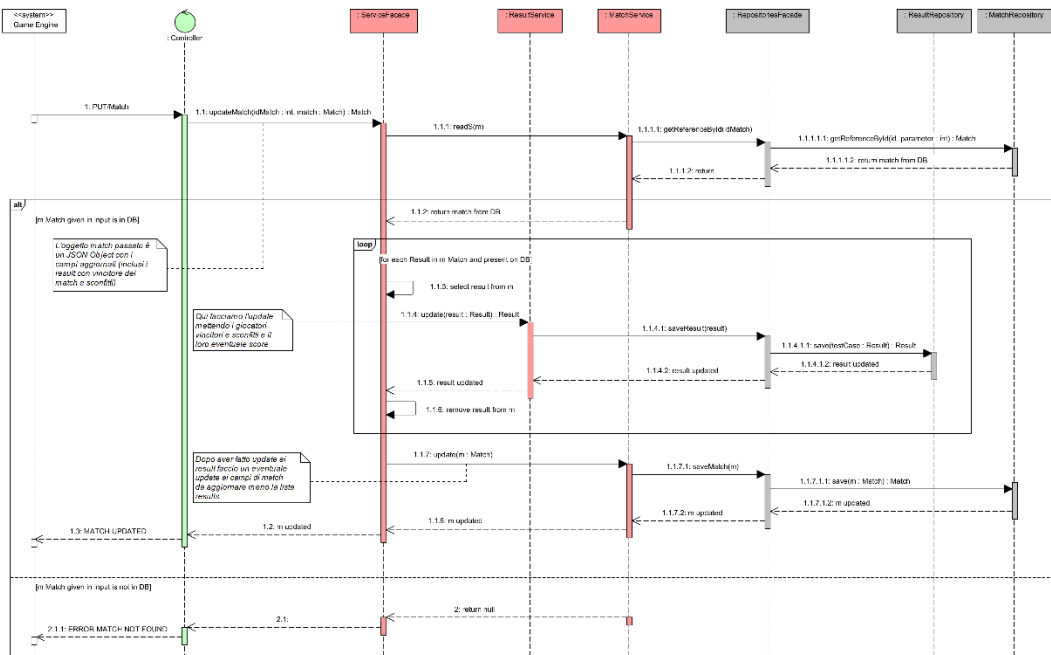 <<system>>
: Game Engine
: Controller
: ServiceFacade
: ResultService
: MatchService
: RepositoriesFacade
: ResultRepository
: MatchRepository
1: PUT/Match
1.1: updateMatch(idMatch : int, match : Match) : Match
1.1.1: readS(m)
1.1.1.1: getReferenceById(idMatch)
1.1.1.1.1: getReferenceById(id_parameter : int) : Match
1.1.1.1.2: return match from DB
1.1.1.2: return
alt
[m Match given in input is in DB]
1.1.2: return match from DB
L'oggetto match passato è
un JSON Object con i
campi aggiornati (inclusi i
result con vincitore del
match e sconfitti)
loop
[for each Result in m Match and present on DB]
1.1.3: select result from m
Qui facciamo l'update
mettendo i giocatori
vincitori e sconfitti e il
loro eventuale score
1.1.4: update(result : Result) : Result
1.1.4.1: saveResult(result)
1.1.4.1.1: save(testCase : Result) : Result
1.1.4.1.2: result updated
1.1.4.2: result updated
1.1.5: result updated
1.1.6: remove result from m
Dopo aver fatto update ai
result faccio un eventuale
update ai campi di match
da aggiornare meno la lista
results
1.1.7: update(m : Match)
1.1.7.1: saveMatch(m)
1.1.7.1.1: save(m : Match) : Match
1.1.7.1.2: m updated
1.1.7.2: m updated
1.1.8: m updated
1.2: m updated
1.3: MATCH UPDATED
[m Match given in input is not in DB]
2: return null
2.1:
2.1.1: ERROR MATCH NOT FOUND